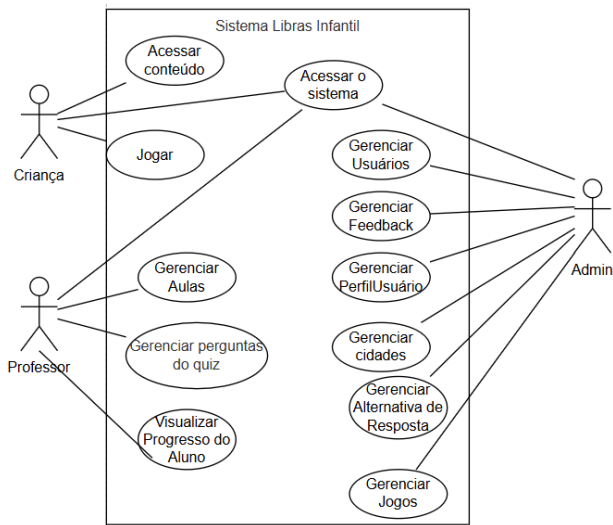 Sistema Libras Infantil
Acessar
conteúdo
Acessar o
sistema
Jogar
Criança
Gerenciar
Usuários
Gerenciar
Feedback
Admin
Gerenciar
Aulas
Gerenciar
PerfilUsuário
Gerenciar perguntas
do quiz
Professor
Gerenciar
cidades
Gerenciar
Alternativa de
Resposta
Visualizar
Progresso do
Aluno
Gerenciar
Jogos